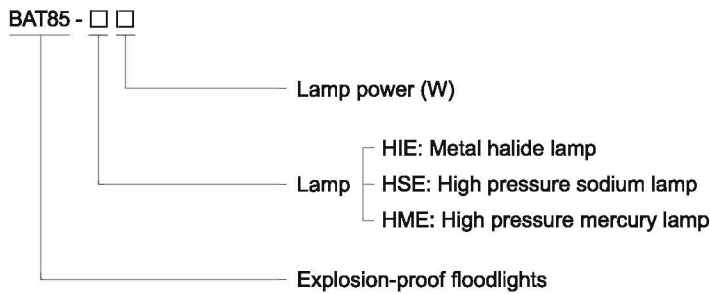 BAT85 - □ □
Lamp power (W)
HIE: Metal halide lamp
Lamp HSE: High pressure sodium lamp
HME: High pressure mercury lamp
Explosion-proof floodlights